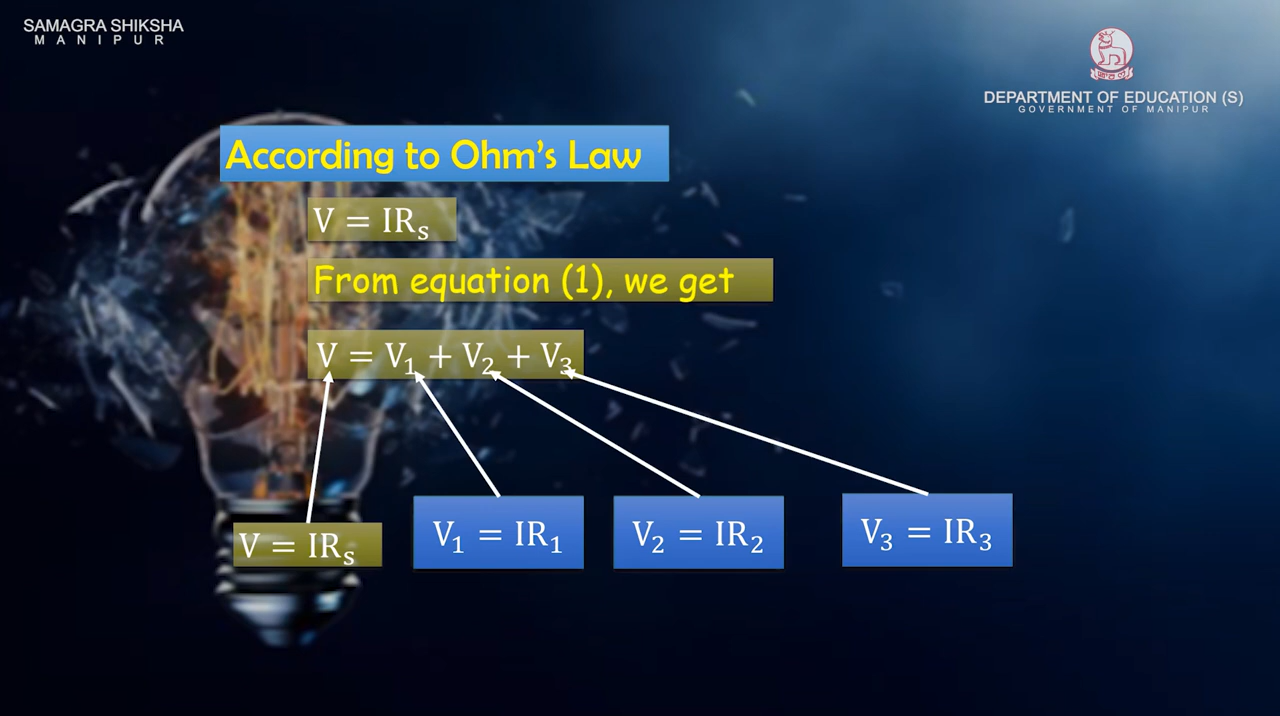 SAMAGRA SHIKSHA
MANIPUR
DEPARTMENT OF EDUCATION (S)
GOVERNMENT OF MANIPUR
According to Ohm's Law
V = IRₛ
From equation (1), we get
V = V₁ + V₂ + V₃
V = IRₛ
V₁ = IR₁
V₂ = IR₂
V₃ = IR₃